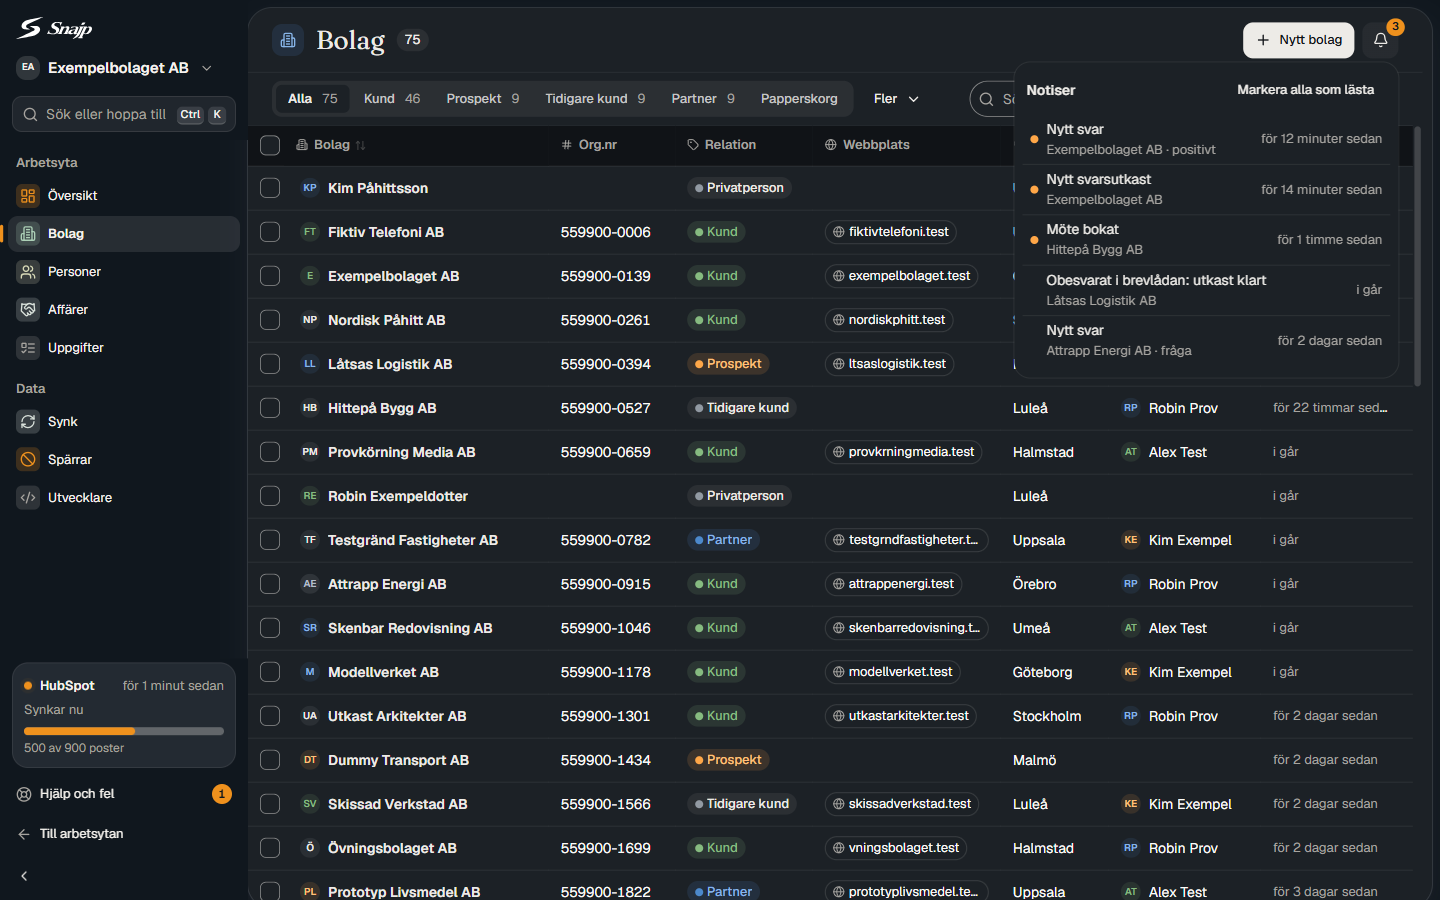 Snajp
EA Exempelbolaget AB
Sök eller hoppa till Ctrl K
Arbetsyta
Översikt
Bolag
Personer
Affärer
Uppgifter
Data
Synk
Spärrar
Utvecklare
HubSpot för 1 minut sedan
Synkar nu
500 av 900 poster
Hjälp och fel 1
Till arbetsytan
Bolag 75
Nytt bolag
3
Alla 75 Kund 46 Prospekt 9 Tidigare kund 9 Partner 9 Papperskorg Fler
Bolag # Org.nr Relation Webbplats
KP Kim Påhittsson Privatperson
FT Fiktiv Telefoni AB 559900-0006 Kund fiktivtelefoni.test
E Exempelbolaget AB 559900-0139 Kund exempelbolaget.test
NP Nordisk Påhitt AB 559900-0261 Kund nordiskphitt.test
LL Låtsas Logistik AB 559900-0394 Prospekt ltsaslogistik.test
HB Hittepå Bygg AB 559900-0527 Tidigare kund Luleå RP Robin Prov för 22 timmar sed...
PM Provkörning Media AB 559900-0659 Kund provkrningmedia.test Halmstad AT Alex Test i går
RE Robin Exempeldotter Privatperson Luleå i går
TF Testgränd Fastigheter AB 559900-0782 Partner testgrndfastigheter.t... Uppsala KE Kim Exempel i går
AE Attrapp Energi AB 559900-0915 Kund attrappenergi.test Örebro RP Robin Prov i går
SR Skenbar Redovisning AB 559900-1046 Kund skenbarredovisning.t... Umeå AT Alex Test i går
M Modellverket AB 559900-1178 Kund modellverket.test Göteborg KE Kim Exempel i går
UA Utkast Arkitekter AB 559900-1301 Kund utkastarkitekter.test Stockholm RP Robin Prov för 2 dagar sedan
DT Dummy Transport AB 559900-1434 Prospekt Malmö för 2 dagar sedan
SV Skissad Verkstad AB 559900-1566 Tidigare kund skissadverkstad.test Luleå KE Kim Exempel för 2 dagar sedan
Ö Övningsbolaget AB 559900-1699 Kund vningsbolaget.test Halmstad RP Robin Prov för 2 dagar sedan
PL Prototyp Livsmedel AB 559900-1822 Partner prototyplivsmedel.te... Uppsala AT Alex Test för 3 dagar sedan
Notiser Markera alla som lästa
Nytt svar
Exempelbolaget AB · positivt
för 12 minuter sedan
Nytt svarsutkast
Exempelbolaget AB
för 14 minuter sedan
Möte bokat
Hittepå Bygg AB
för 1 timme sedan
Obesvarat i brevlådan: utkast klart
Låtsas Logistik AB
i går
Nytt svar
Attrapp Energi AB · fråga
för 2 dagar sedan